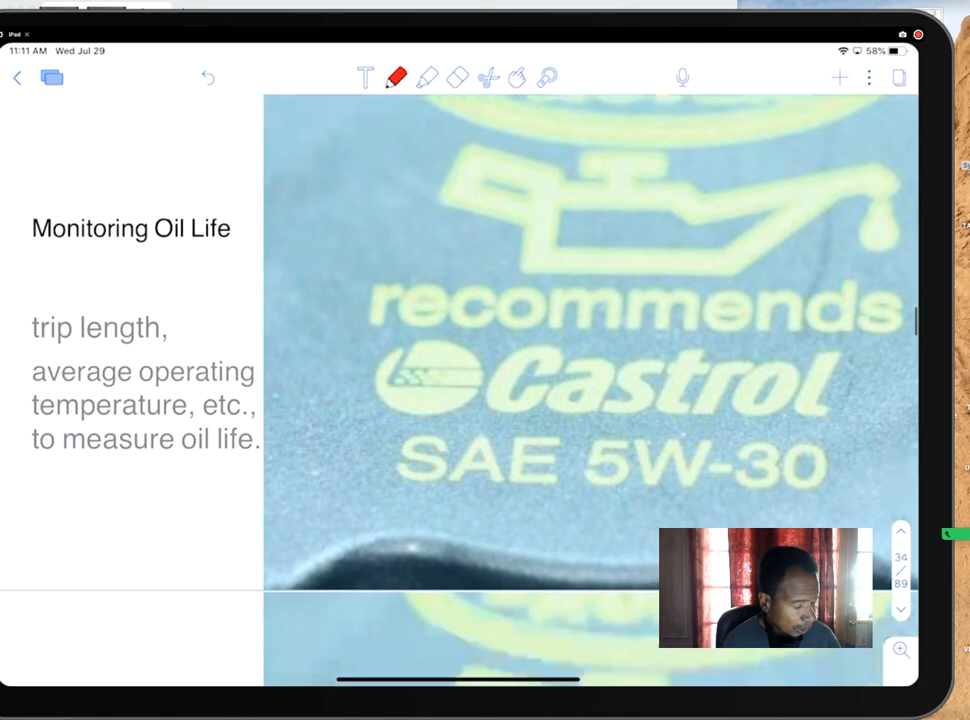 iPad
11:11 AM Wed Jul 29
58%
T
Monitoring Oil Life
trip length,
average operating
temperature, etc.,
to measure oil life.
recommends
Castrol
SAE 5W-30
34
/
89